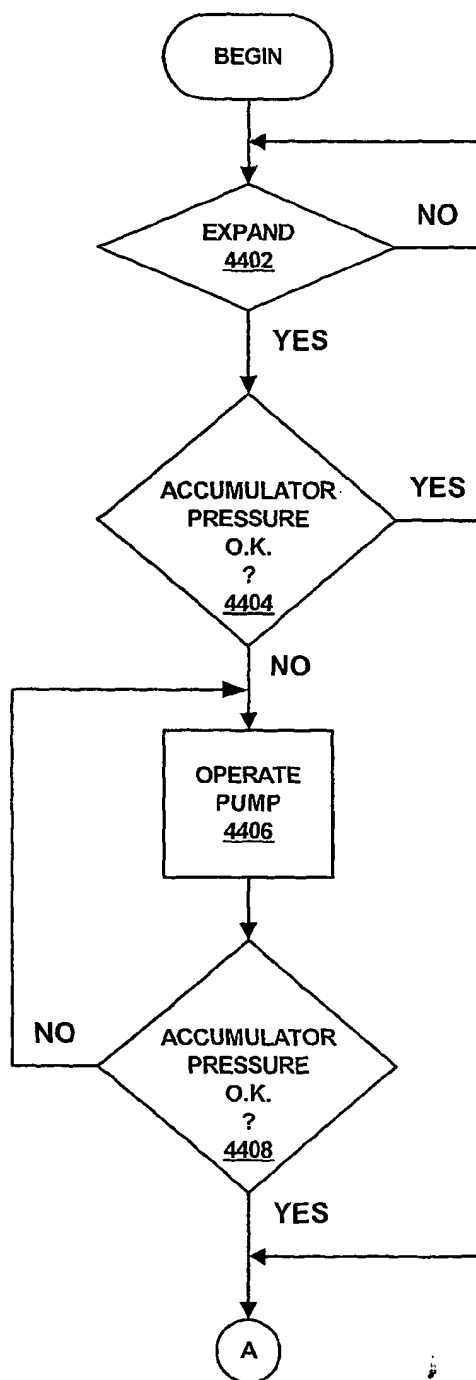 BEGIN
EXPAND
4402
NO
YES
ACCUMULATOR
PRESSURE
O.K.
?
4404
YES
NO
OPERATE
PUMP
4406
NO
ACCUMULATOR
PRESSURE
O.K.
?
4408
YES
A